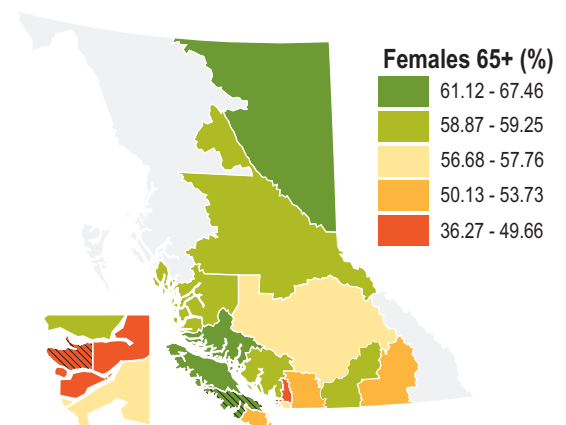 Females 65+ (%)
61.12 - 67.46
58.87 - 59.25
56.68 - 57.76
50.13 - 53.73
36.27 - 49.66